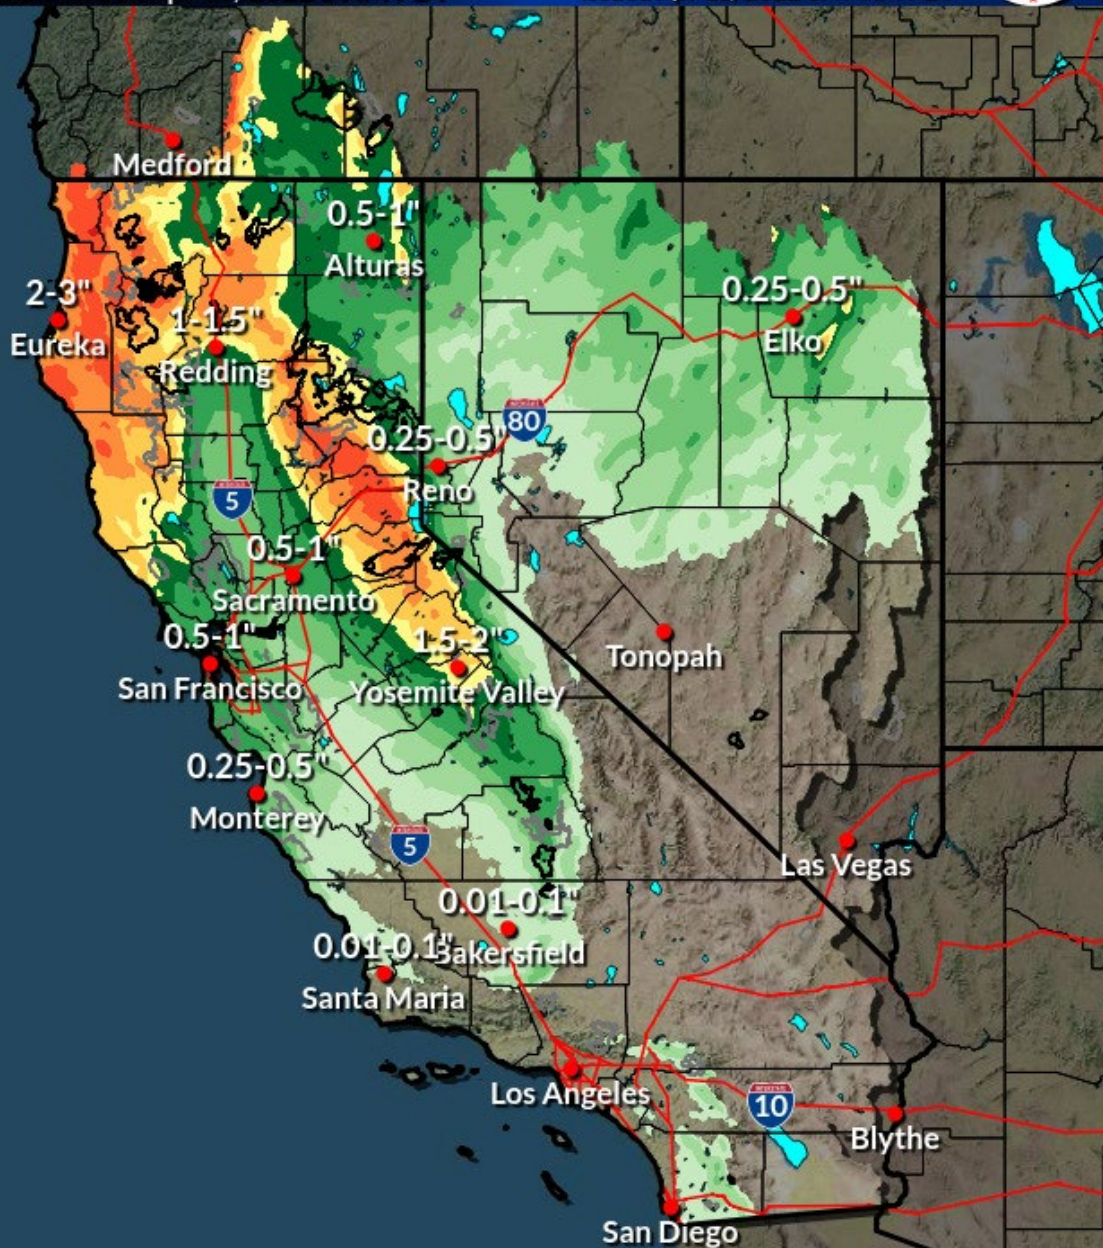 Medford
0.5-1"
Alturas
2-3"
Eureka
1-1.5"
Redding
0.25-0.5"
Elko
80
0.25-0.5"
Reno
5
0.5-1"
Sacramento
0.5-1"
San Francisco
1.5-2"
Yosemite Valley
Tonopah
0.25-0.5"
Monterey
5
Las Vegas
0.01-0.1"
Bakersfield
0.01-0.1"
Santa Maria
Los Angeles
10
Blythe
San Diego